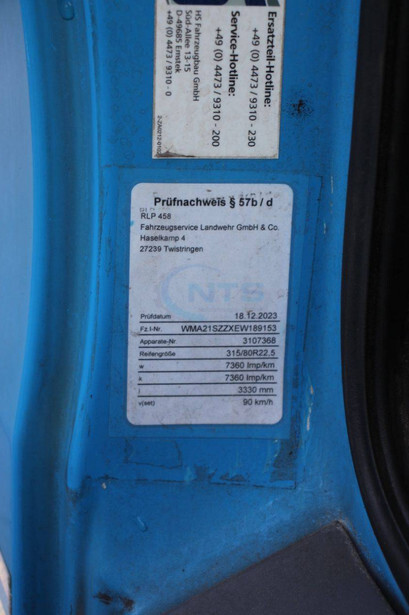 Ersatzteil-Hotline:
+49 (0) 4473 / 9310 - 230
Service-Hotline:
+49 (0) 4473 / 9310 - 200
HS Fahrzeugbau GmbH
Süd-Allee 13-15
D-49685 Emstek
+49 (0) 4473 / 9310 - 0
Prüfnachweis § 57b / d
RLP 458
Fahrzeugservice Landwehr GmbH & Co.
Haselkamp 4
27239 Twistringen
NTS
Prüfdatum 18.12.2023
Fz.I-Nr. WMA21SZZXEW189153
Apparate-Nr 3107368
Reifengröße 315/80R22.5
w 7360 Imp/km
k 7360 Imp/km
l 3330 mm
v(set) 90 km/h